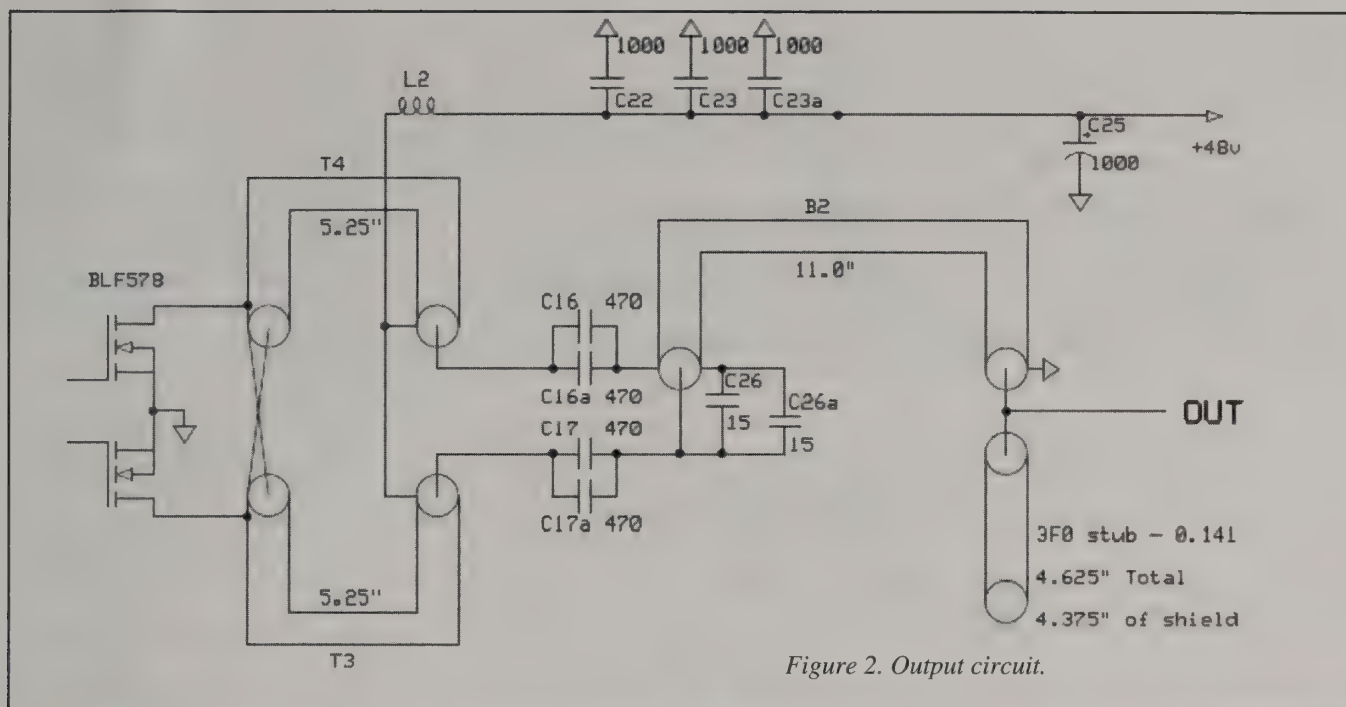 1000 1000 1000
L2
C22 C23 C23a
C25
+48v
1000
T4
5.25"
B2
11.0"
BLF578
C16 470
C16a 470
C17 470
C17a 470
C26
15
C26a
15
OUT
3F0 stub - 0.141
4.625" Total
4.375" of shield
5.25"
T3
Figure 2. Output circuit.